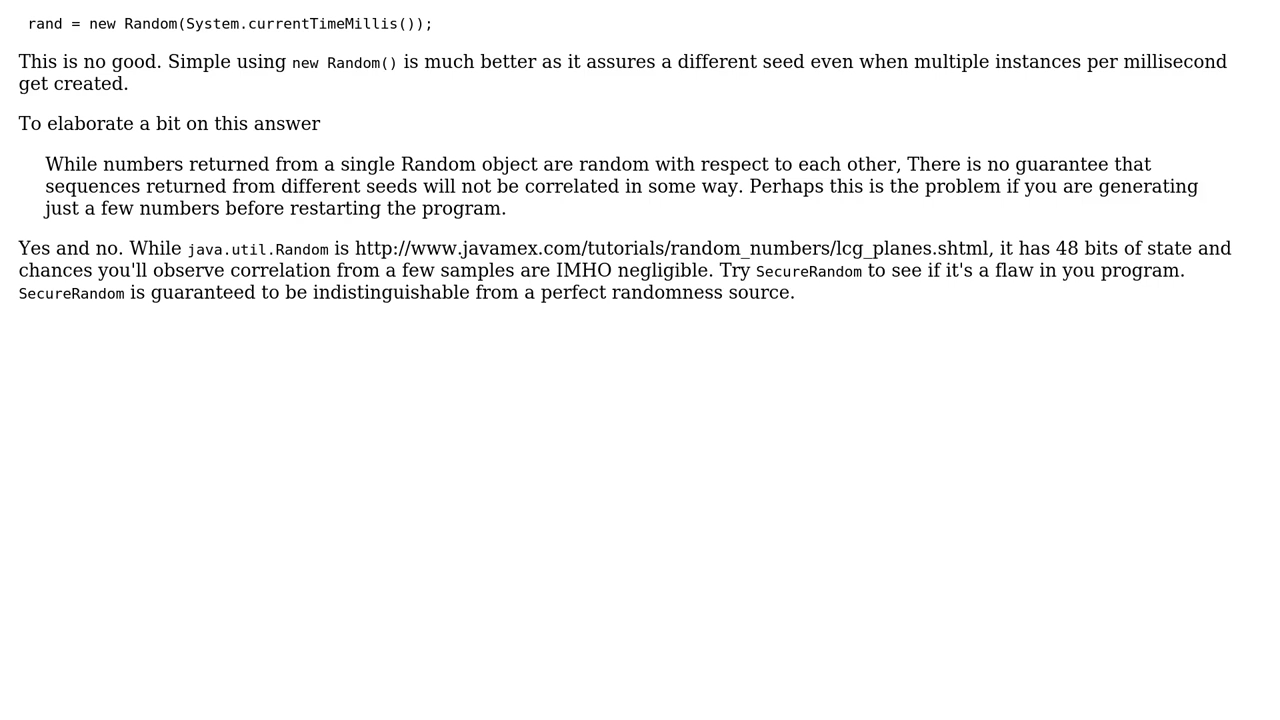 rand = new Random(System.currentTimeMillis());
This is no good. Simple using new Random() is much better as it assures a different seed even when multiple instances per millisecond
get created.
To elaborate a bit on this answer
While numbers returned from a single Random object are random with respect to each other, There is no guarantee that
sequences returned from different seeds will not be correlated in some way. Perhaps this is the problem if you are generating
just a few numbers before restarting the program.
Yes and no. While java.util.Random is http://www.javamex.com/tutorials/random_numbers/lcg_planes.shtml, it has 48 bits of state and
chances you'll observe correlation from a few samples are IMHO negligible. Try SecureRandom to see if it's a flaw in you program.
SecureRandom is guaranteed to be indistinguishable from a perfect randomness source.